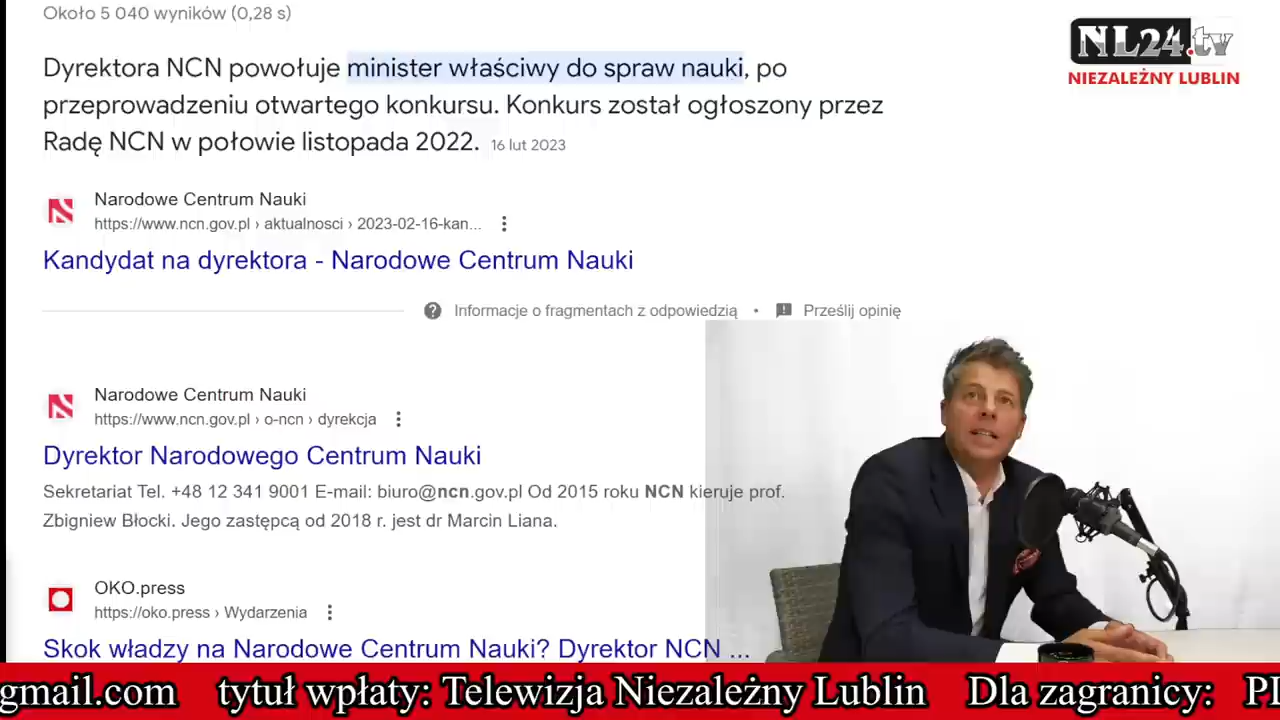 Około 5 040 wyników (0,28 s)
NL24.tv
NIEZALEŻNY LUBLIN
Dyrektora NCN powołuje minister właściwy do spraw nauki, po
przeprowadzeniu otwartego konkursu. Konkurs został ogłoszony przez
Radę NCN w połowie listopada 2022. 16 lut 2023
Narodowe Centrum Nauki
https://www.ncn.gov.pl › aktualnosci › 2023-02-16-kan...
Kandydat na dyrektora - Narodowe Centrum Nauki
Informacje o fragmentach z odpowiedzią • Prześlij opinię
Narodowe Centrum Nauki
https://www.ncn.gov.pl › o-ncn › dyrekcja
Dyrektor Narodowego Centrum Nauki
Sekretariat Tel. +48 12 341 9001 E-mail: biuro@ncn.gov.pl Od 2015 roku NCN kieruje prof.
Zbigniew Błocki. Jego zastępcą od 2018 r. jest dr Marcin Liana.
OKO.press
https://oko.press › Wydarzenia
Skok władzy na Narodowe Centrum Nauki? Dyrektor NCN ...
gmail.com tytuł wpłaty: Telewizja Niezależny Lublin Dla zagranicy: